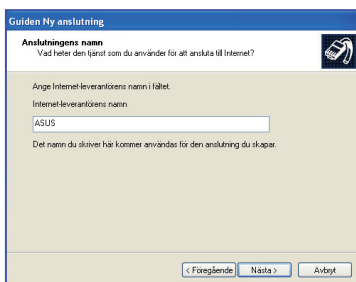 Guiden Ny anslutning
Anslutningens namn
Vad heter den tjänst som du använder för att ansluta till Internet?
Ange Internet-leverantörens namn i fältet.
Internet-leverantörens namn
ASUS
Det namn du skriver här kommer användas för den anslutning du skapar.
< Föregående Nästa > Avbryt